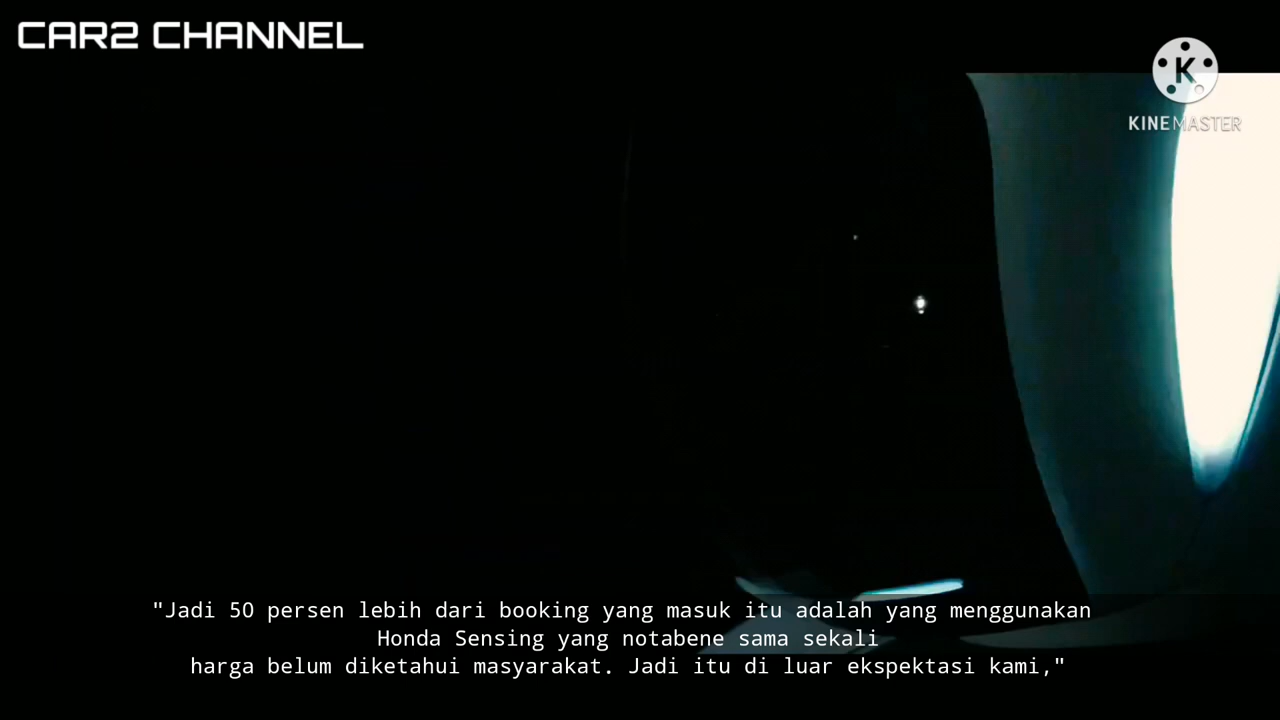 CAR2 CHANNEL
K
KINEMASTER
"Jadi 50 persen lebih dari booking yang masuk itu adalah yang menggunakan
Honda Sensing yang notabene sama sekali
harga belum diketahui masyarakat. Jadi itu di luar ekspektasi kami,"